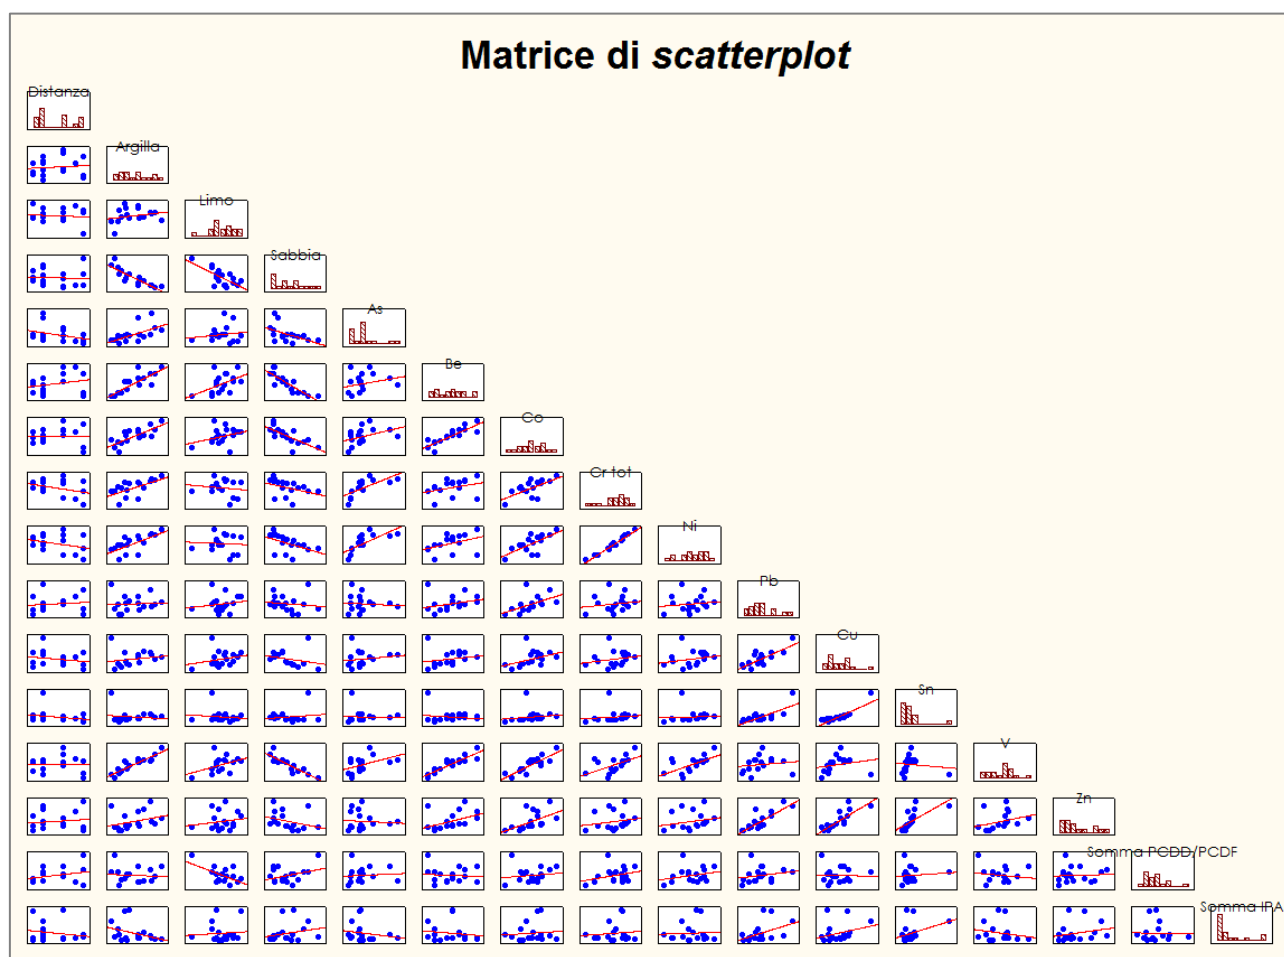 Matrice di scatterplot
Distanza
Argilla
Limo
Sabbia
As
Be
Co
Cr tot
Ni
Pb
Cu
Sn
V
Zn
Somma PCDD/PCDF
Somma IPA